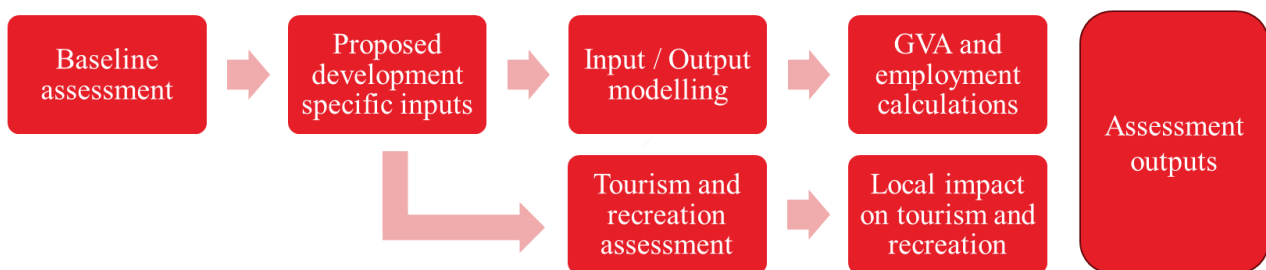 Baseline
assessment
Proposed
development
specific inputs
Input / Output
modelling
GVA and
employment
calculations
Assessment
outputs
Tourism and
recreation
assessment
Local impact
on tourism and
recreation